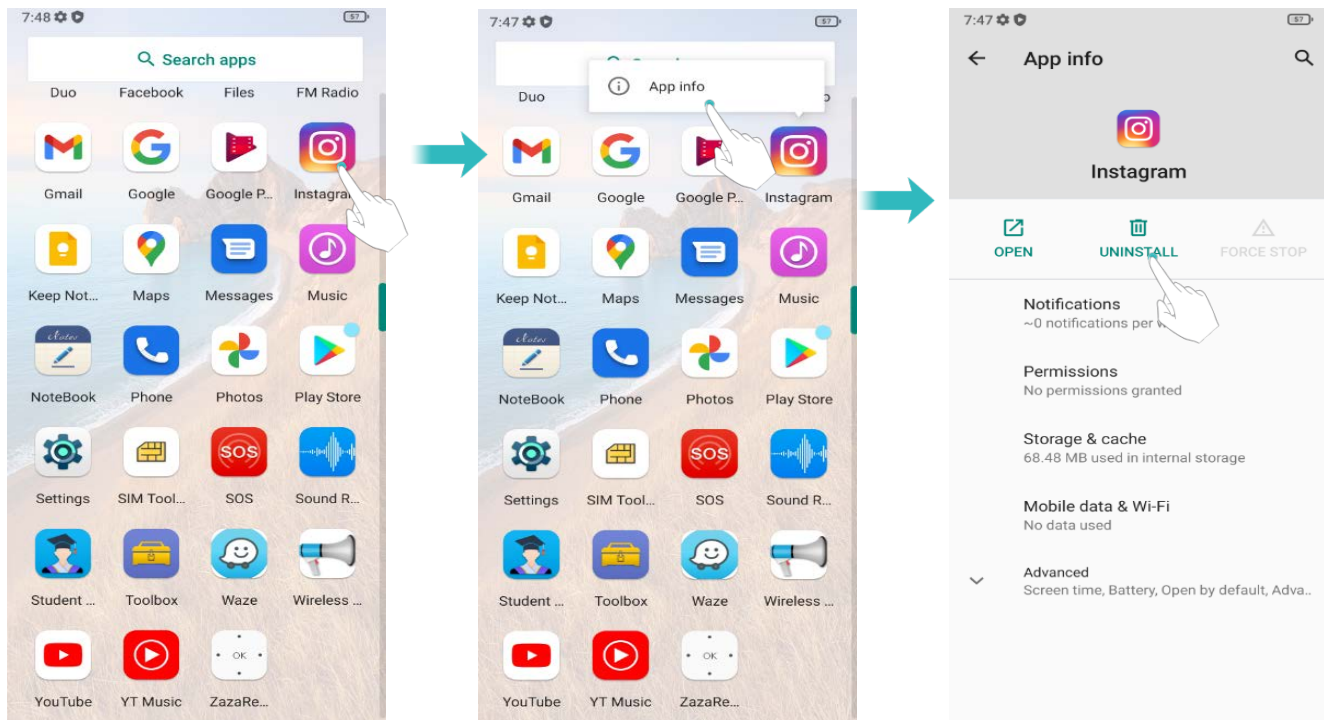 7:48
57
Search apps
Duo Facebook Files FM Radio
Gmail Google Google P... Instagram
Keep Not... Maps Messages Music
NoteBook Phone Photos Play Store
SOS
Settings SIM Tool... SOS Sound R...
Student ... Toolbox Waze Wireless ...
OK
YouTube YT Music ZazaRe...
7:47
57
App info
Duo
Gmail Google Google P... Instagram
Keep Not... Maps Messages Music
NoteBook Phone Photos Play Store
SOS
Settings SIM Tool... SOS Sound R...
Student ... Toolbox Waze Wireless ...
OK
YouTube YT Music ZazaRe...
7:47
57
App info
Instagram
OPEN UNINSTALL FORCE STOP
Notifications
~0 notifications per
Permissions
No permissions granted
Storage & cache
68.48 MB used in internal storage
Mobile data & Wi-Fi
No data used
Advanced
Screen time, Battery, Open by default, Adva..